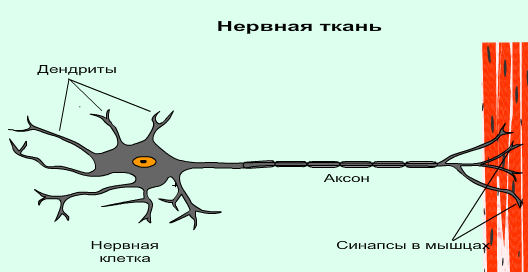 Нервная ткань
Дендриты
Аксон
Нервная
клетка
Синапсы в мышцах